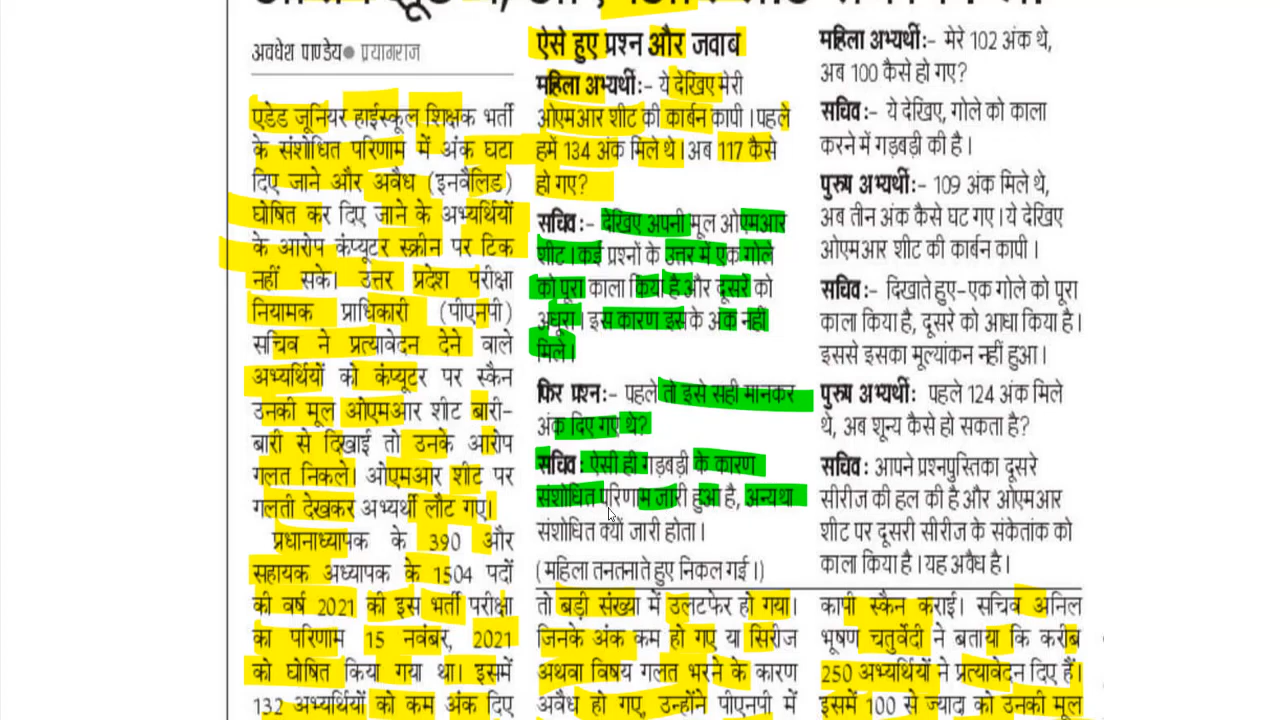 अवधेश पाण्डेय● प्रयागराज
एडेड जूनियर हाईस्कूल शिक्षक भर्ती
के संशोधित परिणाम में अंक घटा
दिए जाने और अवैध (इनवैलिड)
घोषित कर दिए जाने के अभ्यर्थियों
के आरोप कंप्यूटर स्क्रीन पर टिक
नहीं सके। उत्तर प्रदेश परीक्षा
नियामक प्राधिकारी (पीएनपी)
सचिव ने प्रत्यावेदन देने वाले
अभ्यर्थियों को कंप्यूटर पर स्कैन
उनकी मूल ओएमआर शीट बारी-
बारी से दिखाई तो उनके आरोप
गलत निकले। ओएमआर शीट पर
गलती देखकर अभ्यर्थी लौट गए।
प्रधानाध्यापक के 390 और
सहायक अध्यापक के 1504 पदों
की वर्ष 2021 की इस भर्ती परीक्षा
का परिणाम 15 नवंबर, 2021
को घोषित किया गया था। इसमें
132 अभ्यर्थियों को कम अंक दिए
ऐसे हुए प्रश्न और जवाब
महिला अभ्यर्थी:- ये देखिए मेरी
ओएमआर शीट की कार्बन कापी। पहले
हमें 134 अंक मिले थे। अब 117 कैसे
हो गए?
सचिव:- देखिए अपनी मूल ओएमआर
शीट। कई प्रश्नों के उत्तर में एक गोले
को पूरा काला किया है और दूसरे को
अधूरा। इस कारण इसके अंक नहीं
मिले।
फिर प्रश्न:- पहले तो इसे सही मानकर
अंक दिए गए थे?
सचिव: ऐसी ही गड़बड़ी के कारण
संशोधित परिणाम जारी हुआ है, अन्यथा
संशोधित क्यों जारी होता।
(महिला तनतनाते हुए निकल गई।)
महिला अभ्यर्थी:- मेरे 102 अंक थे,
अब 100 कैसे हो गए?
सचिव:- ये देखिए, गोले को काला
करने में गड़बड़ी की है।
पुरुष अभ्यर्थी:- 109 अंक मिले थे,
अब तीन अंक कैसे घट गए। ये देखिए
ओएमआर शीट की कार्बन कापी।
सचिव:- दिखाते हुए-एक गोले को पूरा
काला किया है, दूसरे को आधा किया है।
इससे इसका मूल्यांकन नहीं हुआ।
पुरुष अभ्यर्थी: पहले 124 अंक मिले
थे, अब शून्य कैसे हो सकता है?
सचिव: आपने प्रश्नपुस्तिका दूसरे
सीरीज की हल की है और ओएमआर
शीट पर दूसरी सीरीज के संकेतांक को
काला किया है। यह अवैध है।
तो बड़ी संख्या में उलटफेर हो गया।
जिनके अंक कम हो गए या सिरीज
अथवा विषय गलत भरने के कारण
अवैध हो गए, उन्होंने पीएनपी में
कापी स्कैन कराई। सचिव अनिल
भूषण चतुर्वेदी ने बताया कि करीब
250 अभ्यर्थियों ने प्रत्यावेदन दिए हैं।
इसमें 100 से ज्यादा को उनकी मूल